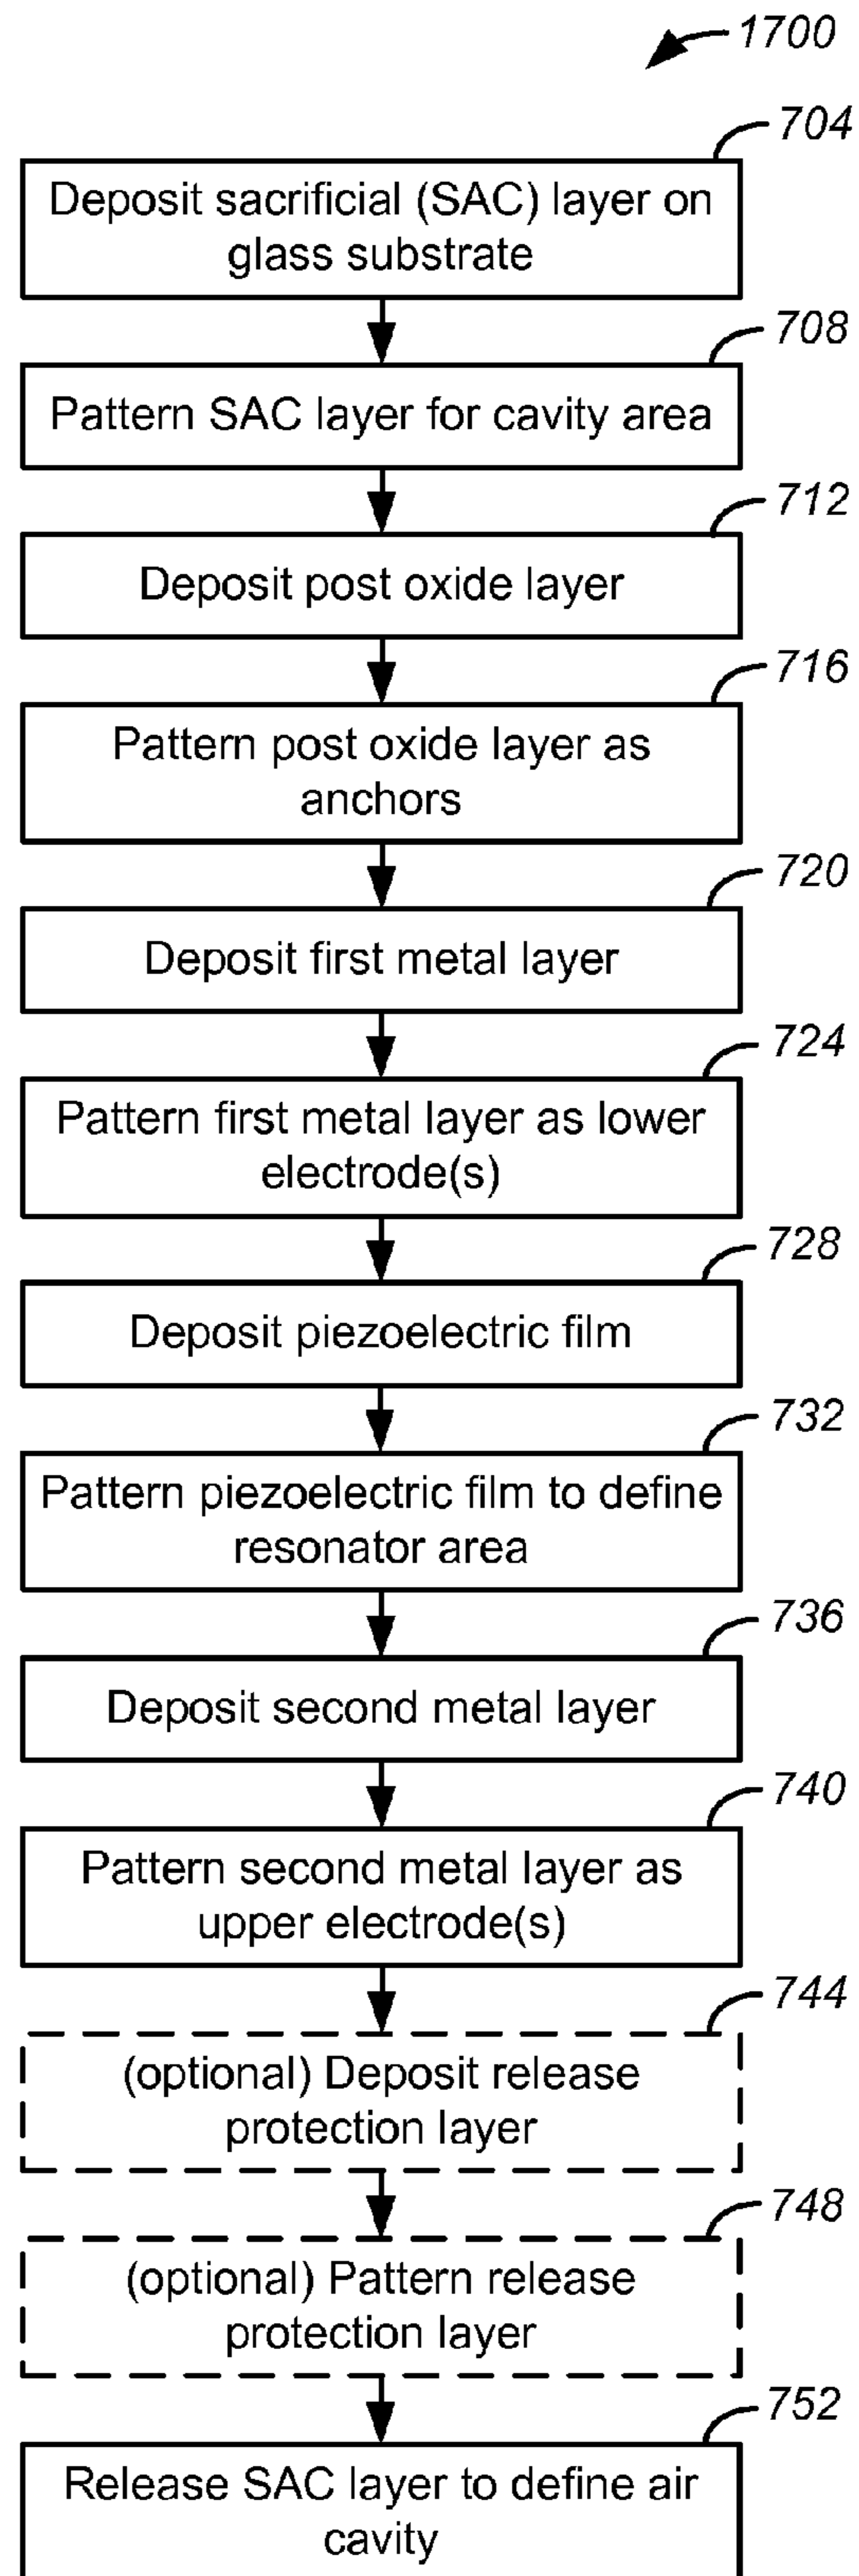 1700
704
Deposit sacrificial (SAC) layer on
glass substrate
708
Pattern SAC layer for cavity area
712
Deposit post oxide layer
716
Pattern post oxide layer as
anchors
720
Deposit first metal layer
724
Pattern first metal layer as lower
electrode(s)
728
Deposit piezoelectric film
732
Pattern piezoelectric film to define
resonator area
736
Deposit second metal layer
740
Pattern second metal layer as
upper electrode(s)
744
(optional) Deposit release
protection layer
748
(optional) Pattern release
protection layer
752
Release SAC layer to define air
cavity